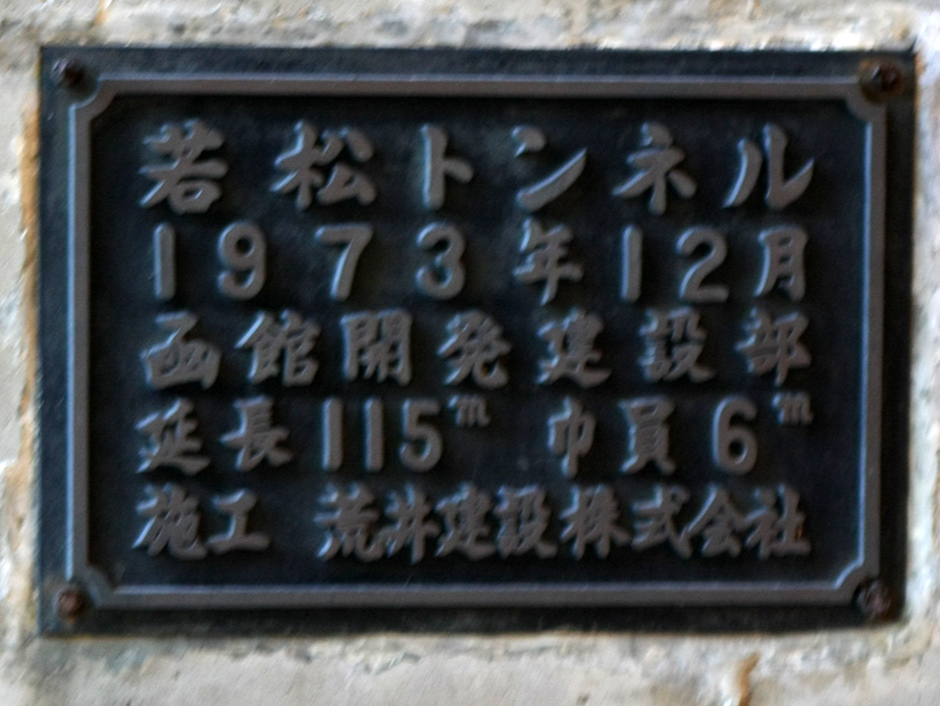 若松トンネル
1973年12月
函館開発建設部
延長115m 巾員6m
施工 荒井建設株式会社